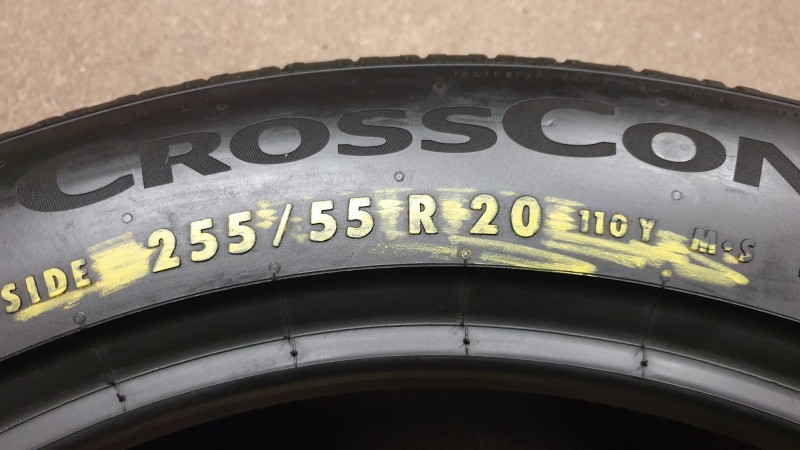 CROSSCON
SIDE 255/55 R 20 110 Y M·S